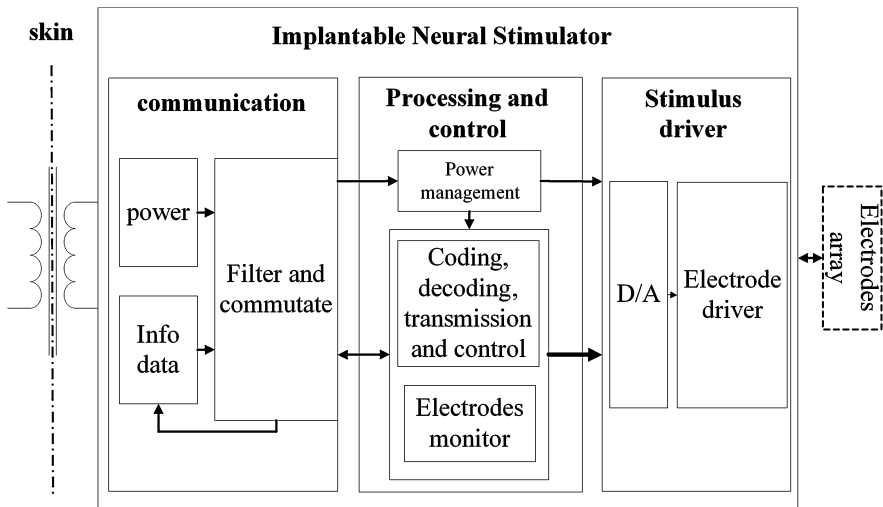 skin
Implantable Neural Stimulator
communication
power
Info
data
Filter and
commutate
Processing and
control
Power
management
Coding,
decoding,
transmission
and control
Electrodes
monitor
Stimulus
driver
D/A
Electrode
driver
Electrodes
array